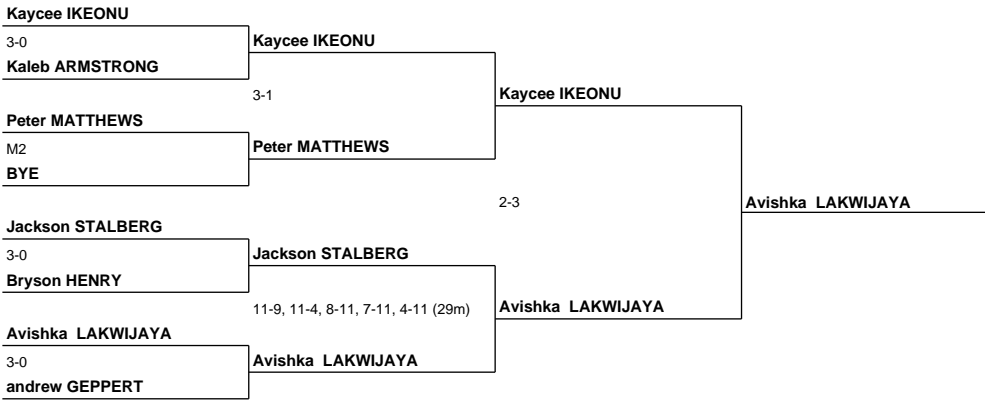 Kaycee IKEONU
3-0
Kaleb ARMSTRONG
Kaycee IKEONU
3-1
Kaycee IKEONU
Peter MATTHEWS
M2
BYE
Peter MATTHEWS
2-3
Avishka LAKWIJAYA
Jackson STALBERG
3-0
Bryson HENRY
Jackson STALBERG
11-9, 11-4, 8-11, 7-11, 4-11 (29m)
Avishka LAKWIJAYA
Avishka LAKWIJAYA
3-0
andrew GEPPERT
Avishka LAKWIJAYA